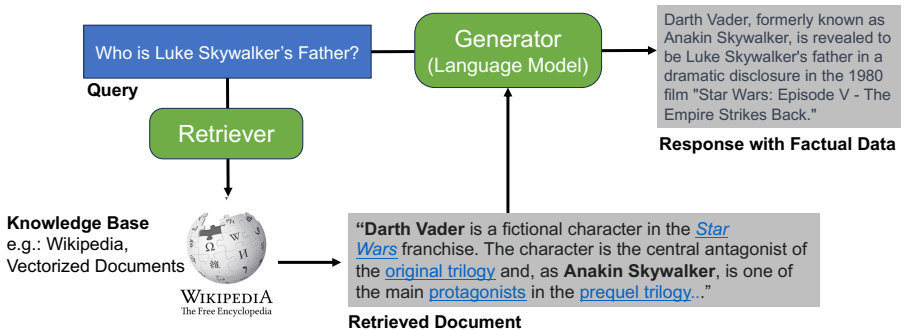 Who is Luke Skywalker's Father?
Query
Generator
(Language Model)
Darth Vader, formerly known as
Anakin Skywalker, is revealed to
be Luke Skywalker's father in a
dramatic disclosure in the 1980
film "Star Wars: Episode V - The
Empire Strikes Back."
Response with Factual Data
Retriever
Knowledge Base
e.g.: Wikipedia,
Vectorized Documents
WIKIPEDIA
The Free Encyclopedia
“Darth Vader is a fictional character in the Star
Wars franchise. The character is the central antagonist of
the original trilogy and, as Anakin Skywalker, is one of
the main protagonists in the prequel trilogy...”
Retrieved Document